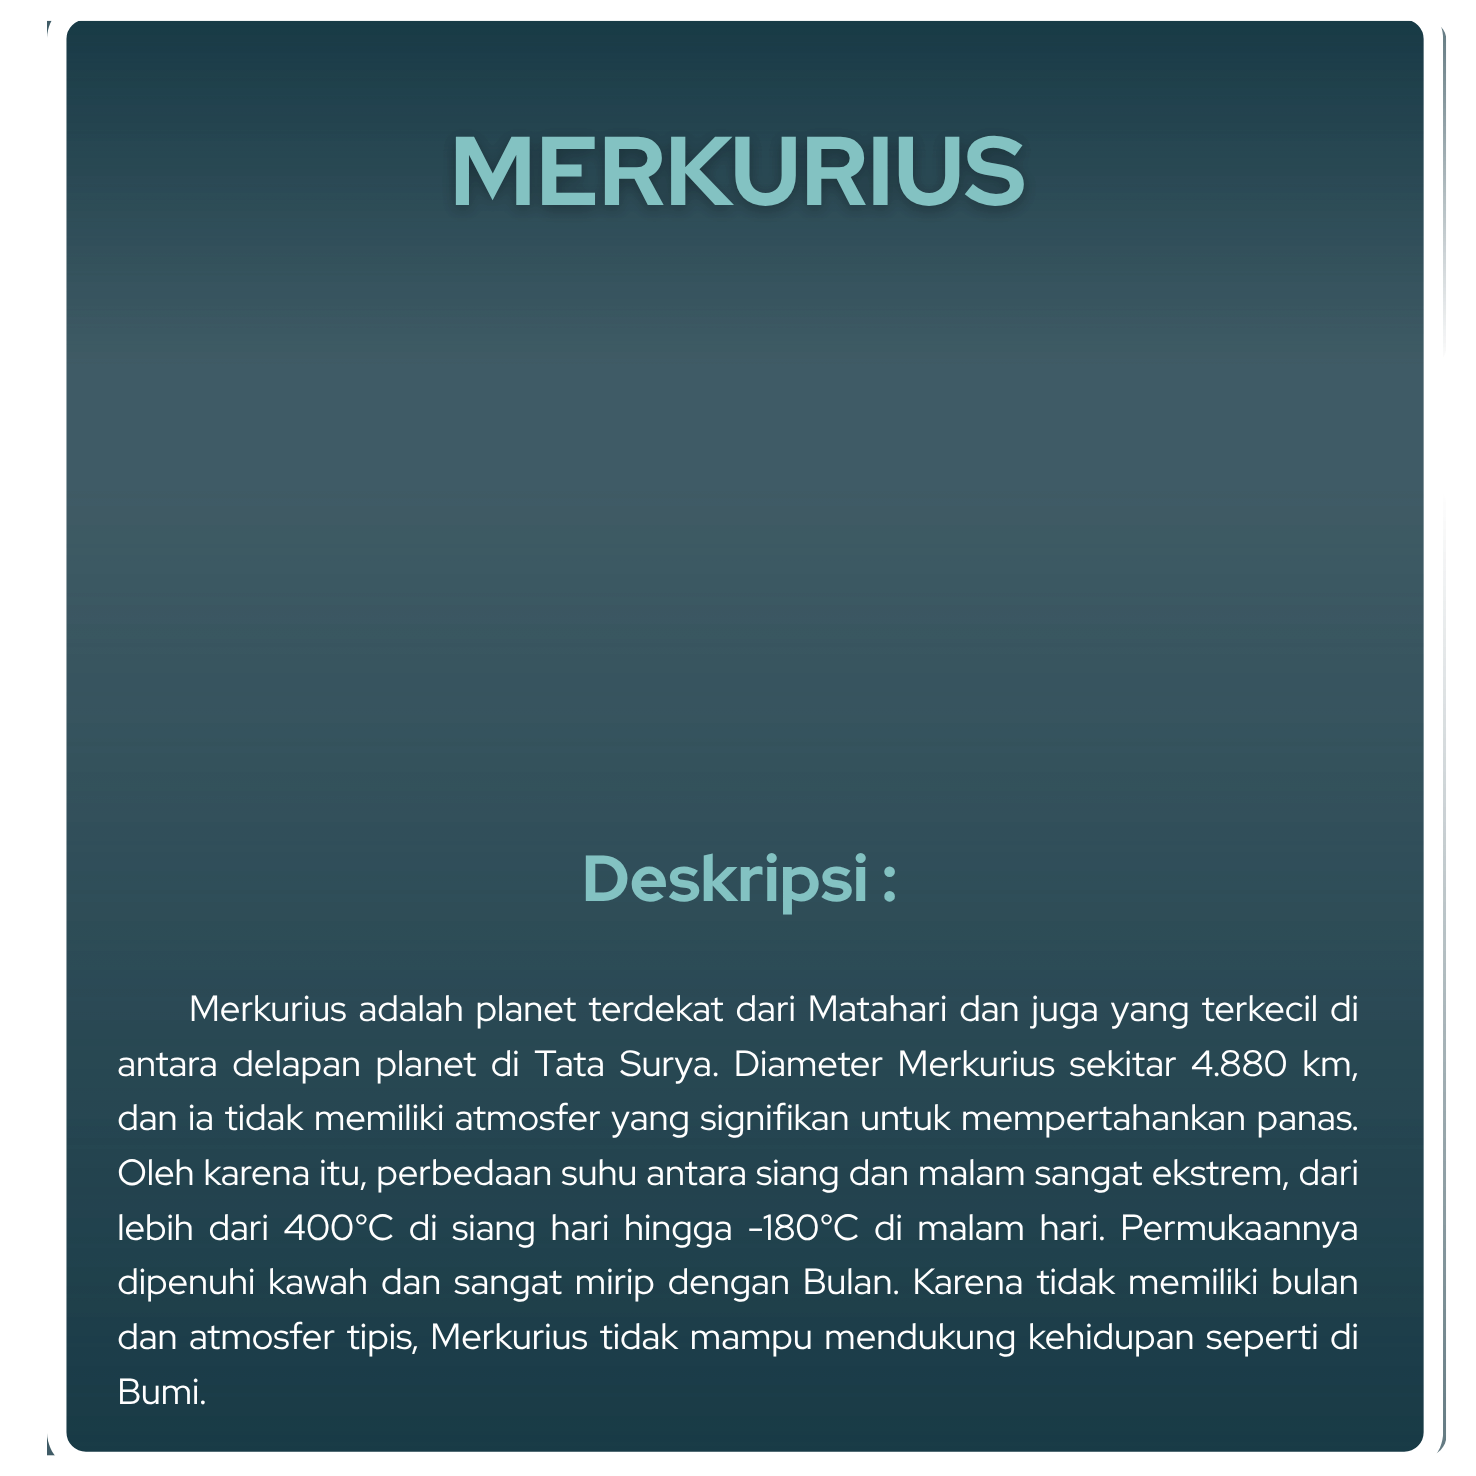 MERKURIUS
Deskripsi :
Merkurius adalah planet terdekat dari Matahari dan juga yang terkecil di
antara delapan planet di Tata Surya. Diameter Merkurius sekitar 4.880 km,
dan ia tidak memiliki atmosfer yang signifikan untuk mempertahankan panas.
Oleh karena itu, perbedaan suhu antara siang dan malam sangat ekstrem, dari
lebih dari 400°C di siang hari hingga -180°C di malam hari. Permukaannya
dipenuhi kawah dan sangat mirip dengan Bulan. Karena tidak memiliki bulan
dan atmosfer tipis, Merkurius tidak mampu mendukung kehidupan seperti di
Bumi.